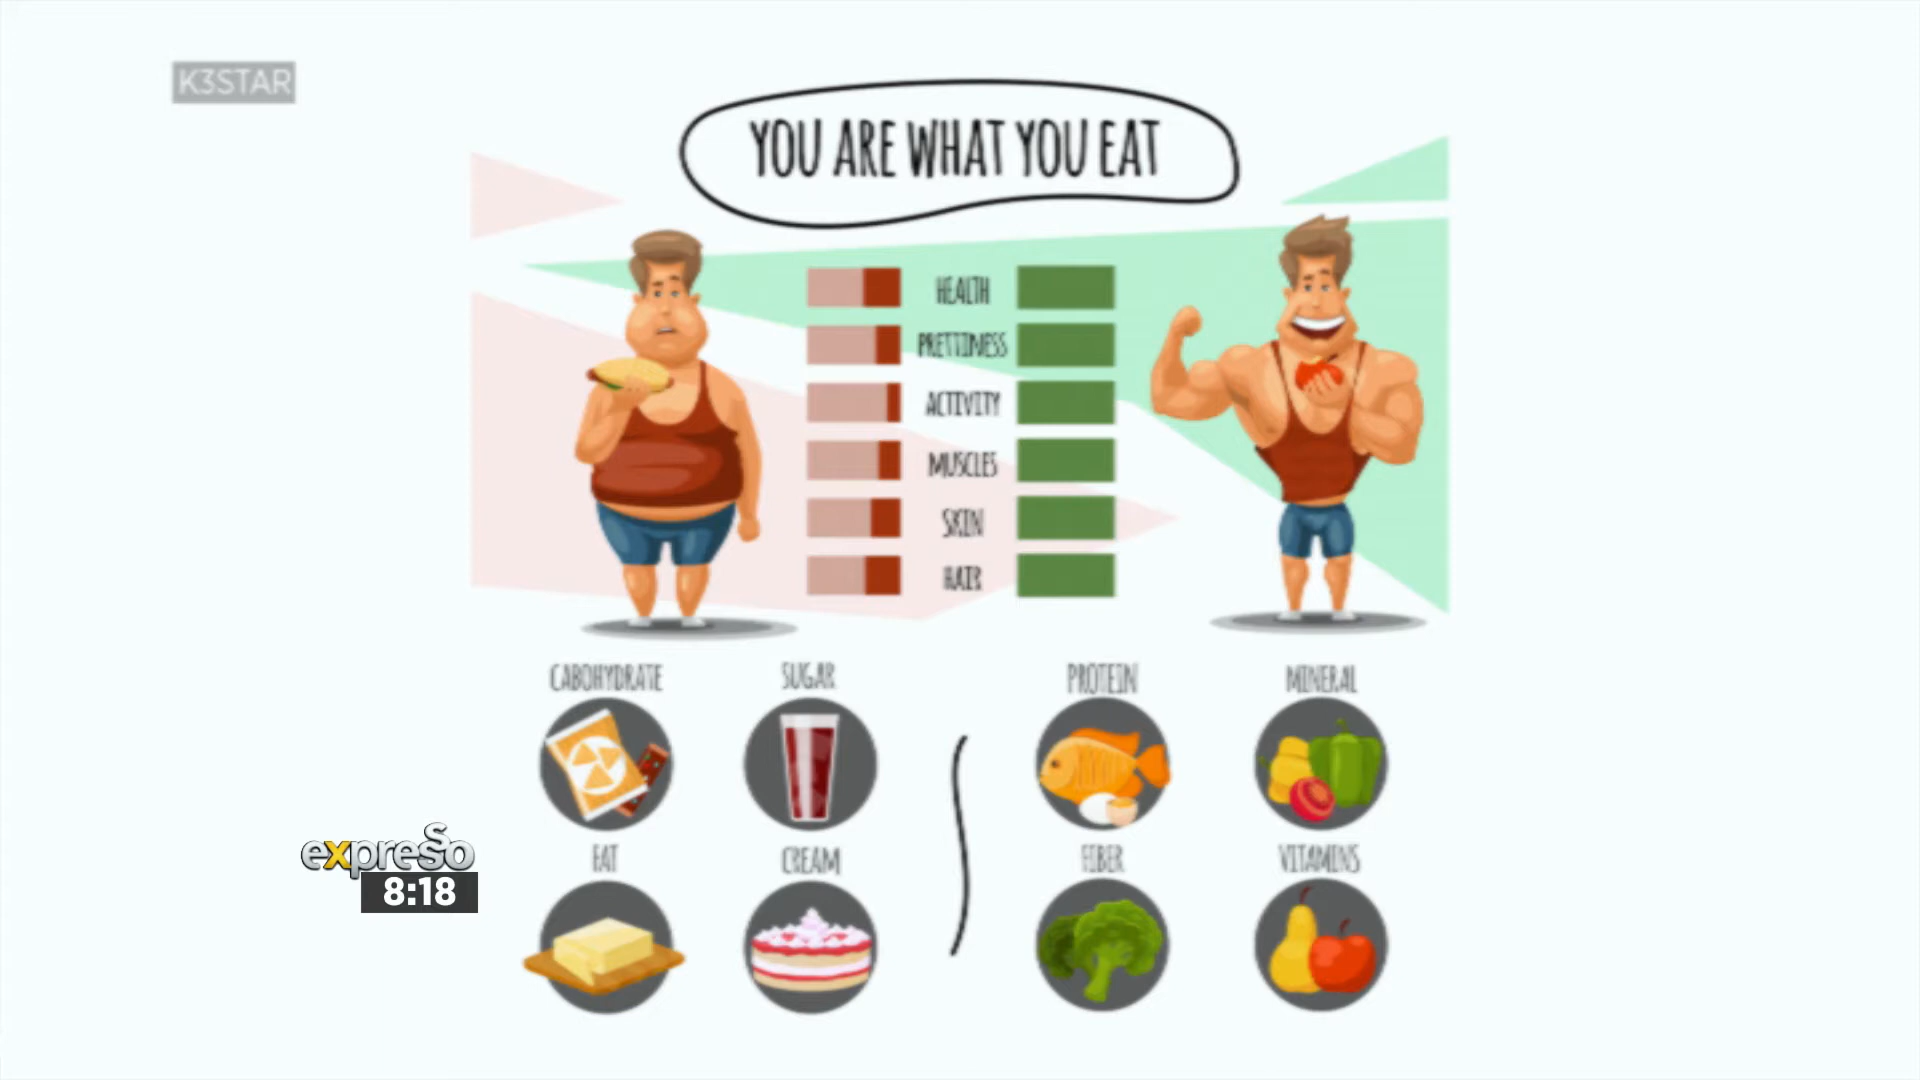 K3STAR
YOU ARE WHAT YOU EAT
HEALTH
PRETTINESS
ACTIVITY
MUSCLES
SKIN
HAIR
CABOHYDRATE
SUGAR
PROTEIN
MINERAL
FAT
CREAM
FIBER
VITAMINS
expresso
8:18